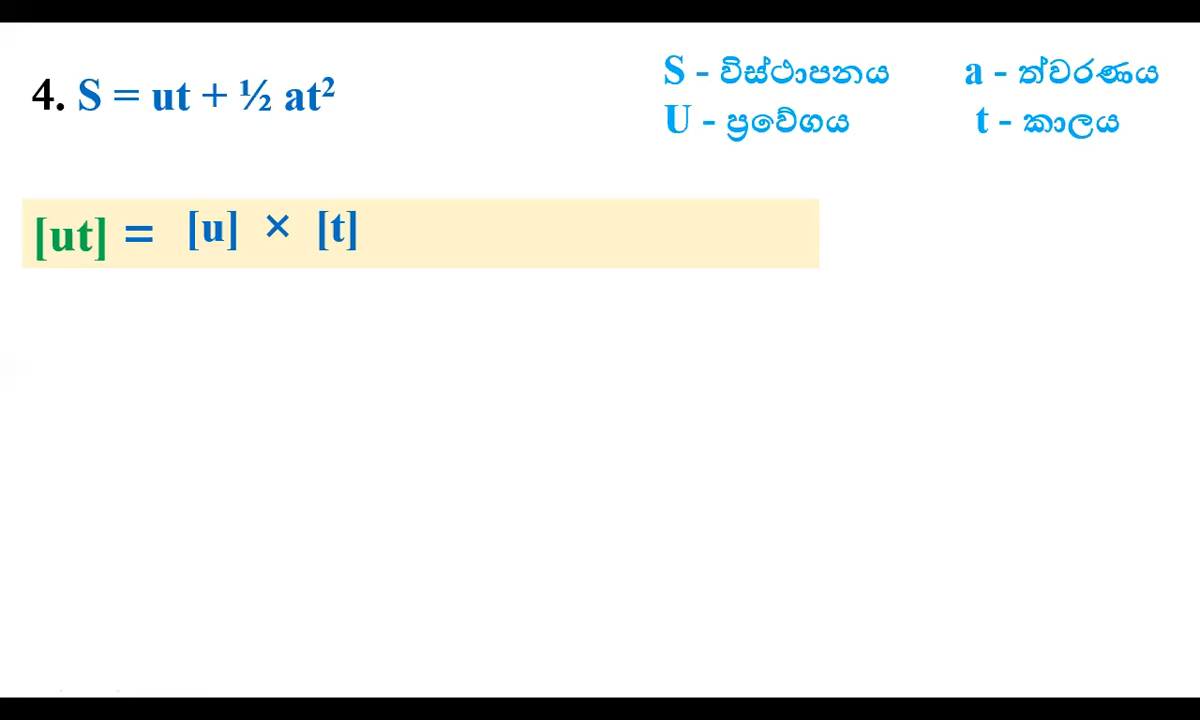 4. S = ut + ½ at²
S - විස්ථාපනය a - ත්වරණය
U - ප්‍රවේගය t - කාලය
[ut] = [u] × [t]